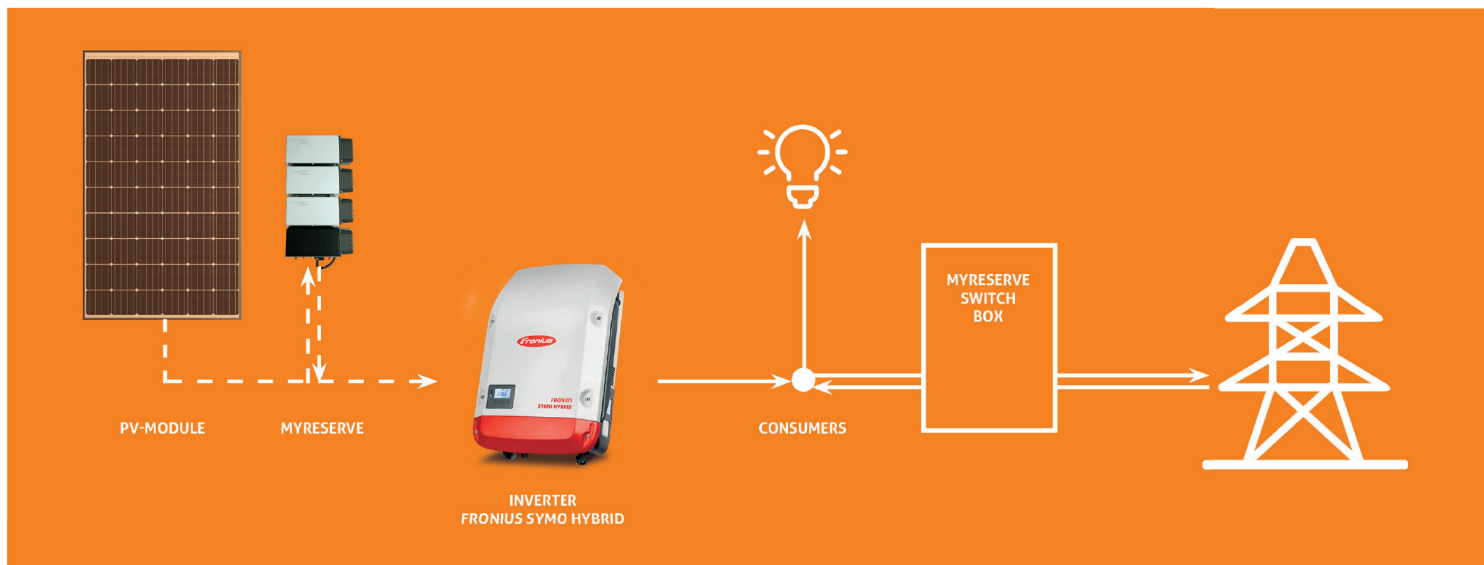 MYRESERVE
SWITCH
BOX
Fronius
FRONIUS
SYMO HYBRID
PV-MODULE
MYRESERVE
CONSUMERS
INVERTER
FRONIUS SYMO HYBRID